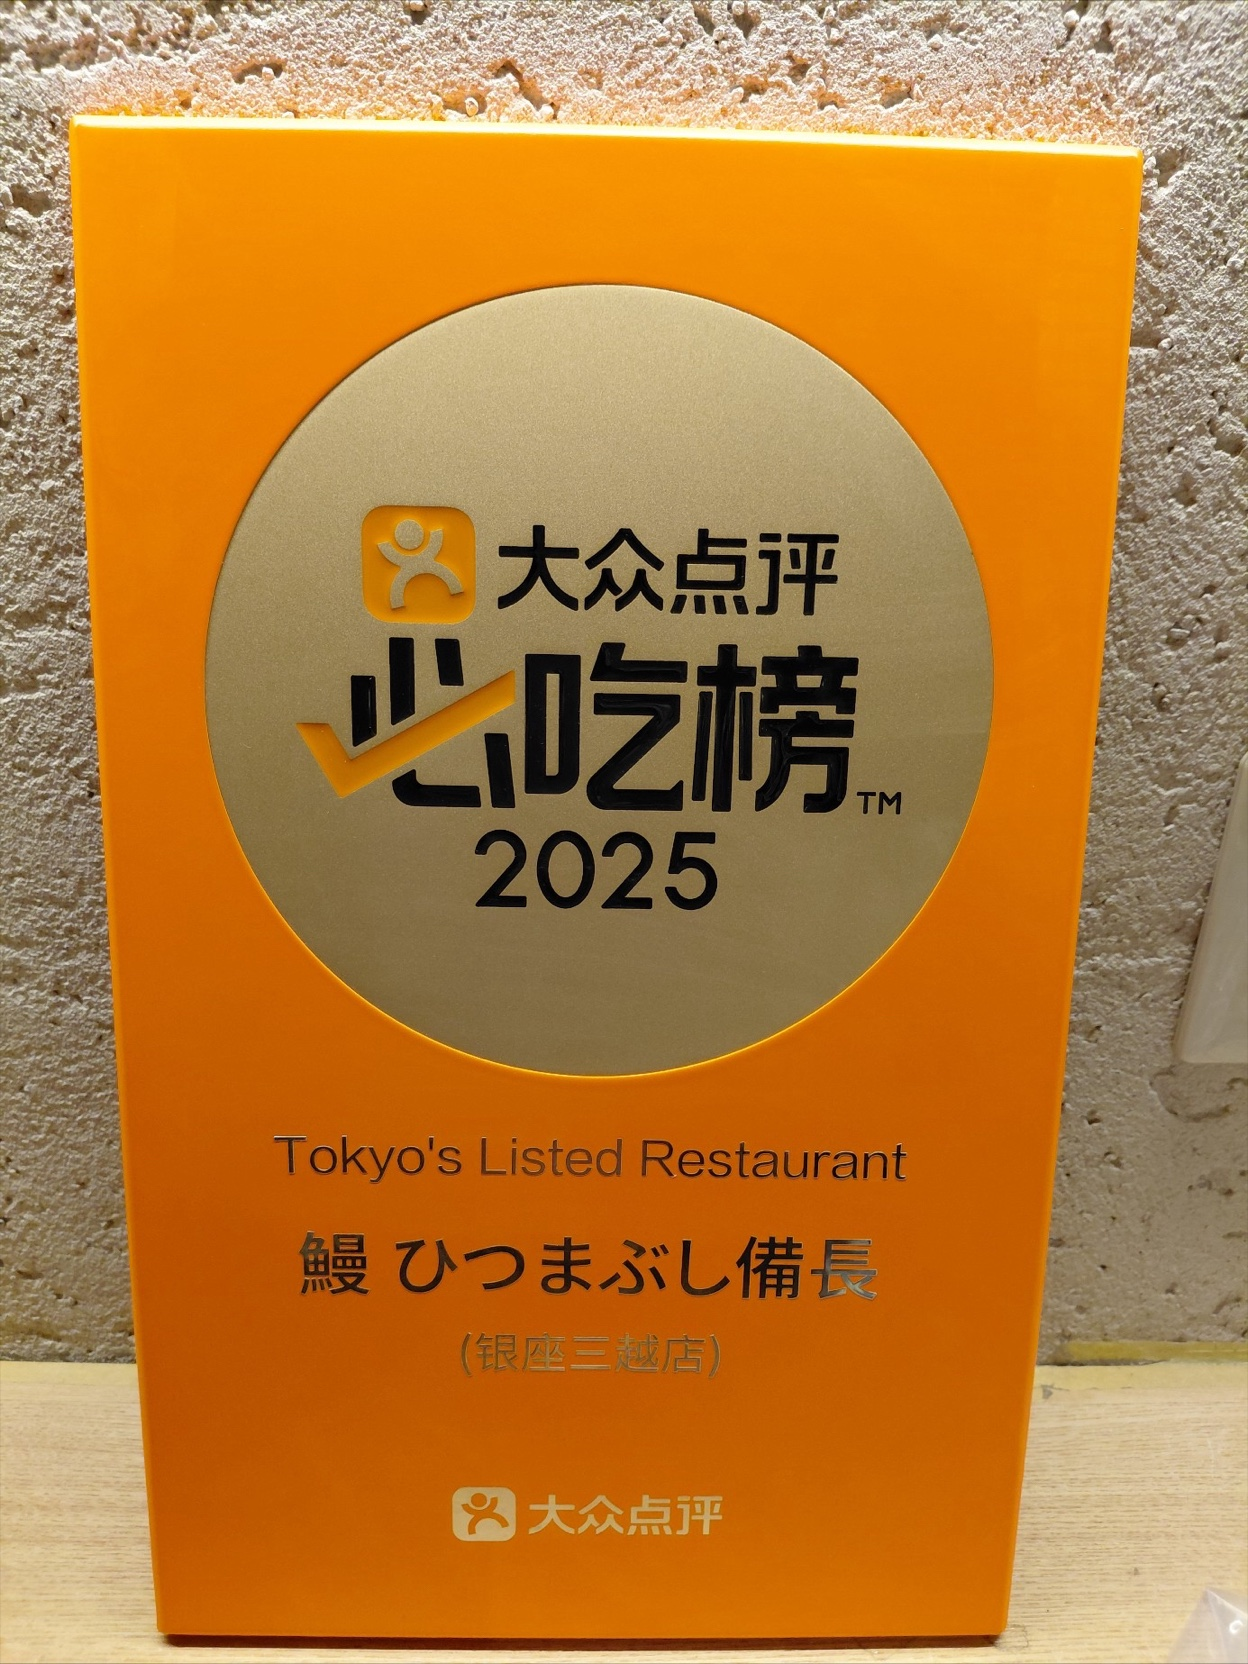 大众点评
必吃榜™
2025
Tokyo's Listed Restaurant
鰻 ひつまぶし備長
(银座三越店)
大众点评